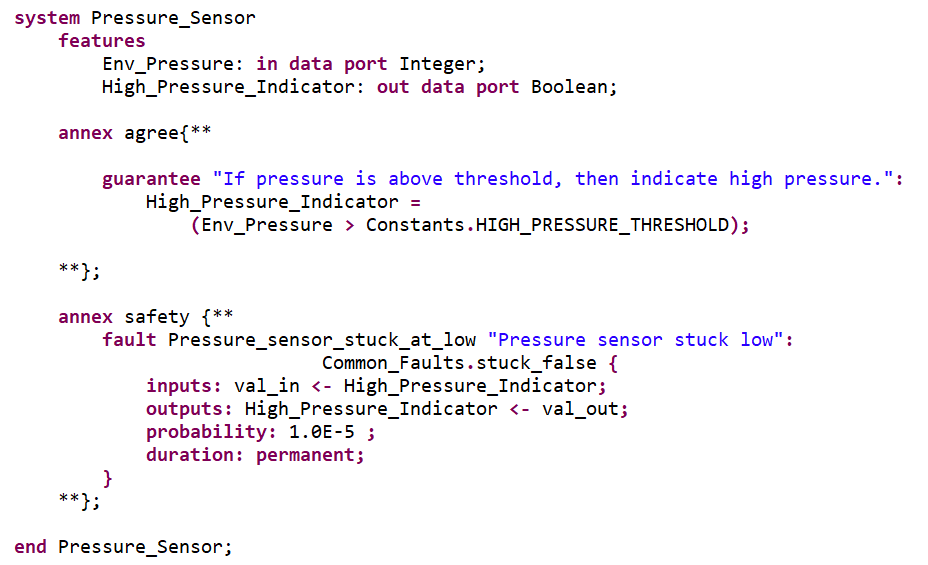 system Pressure_Sensor
features
Env_Pressure: in data port Integer;
High_Pressure_Indicator: out data port Boolean;
annex agree{**
guarantee "If pressure is above threshold, then indicate high pressure.":
High_Pressure_Indicator =
(Env_Pressure > Constants.HIGH_PRESSURE_THRESHOLD);
**};
annex safety {**
fault Pressure_sensor_stuck_at_low "Pressure sensor stuck low":
Common_Faults.stuck_false {
inputs: val_in <- High_Pressure_Indicator;
outputs: High_Pressure_Indicator <- val_out;
probability: 1.0E-5 ;
duration: permanent;
}
**};
end Pressure_Sensor;